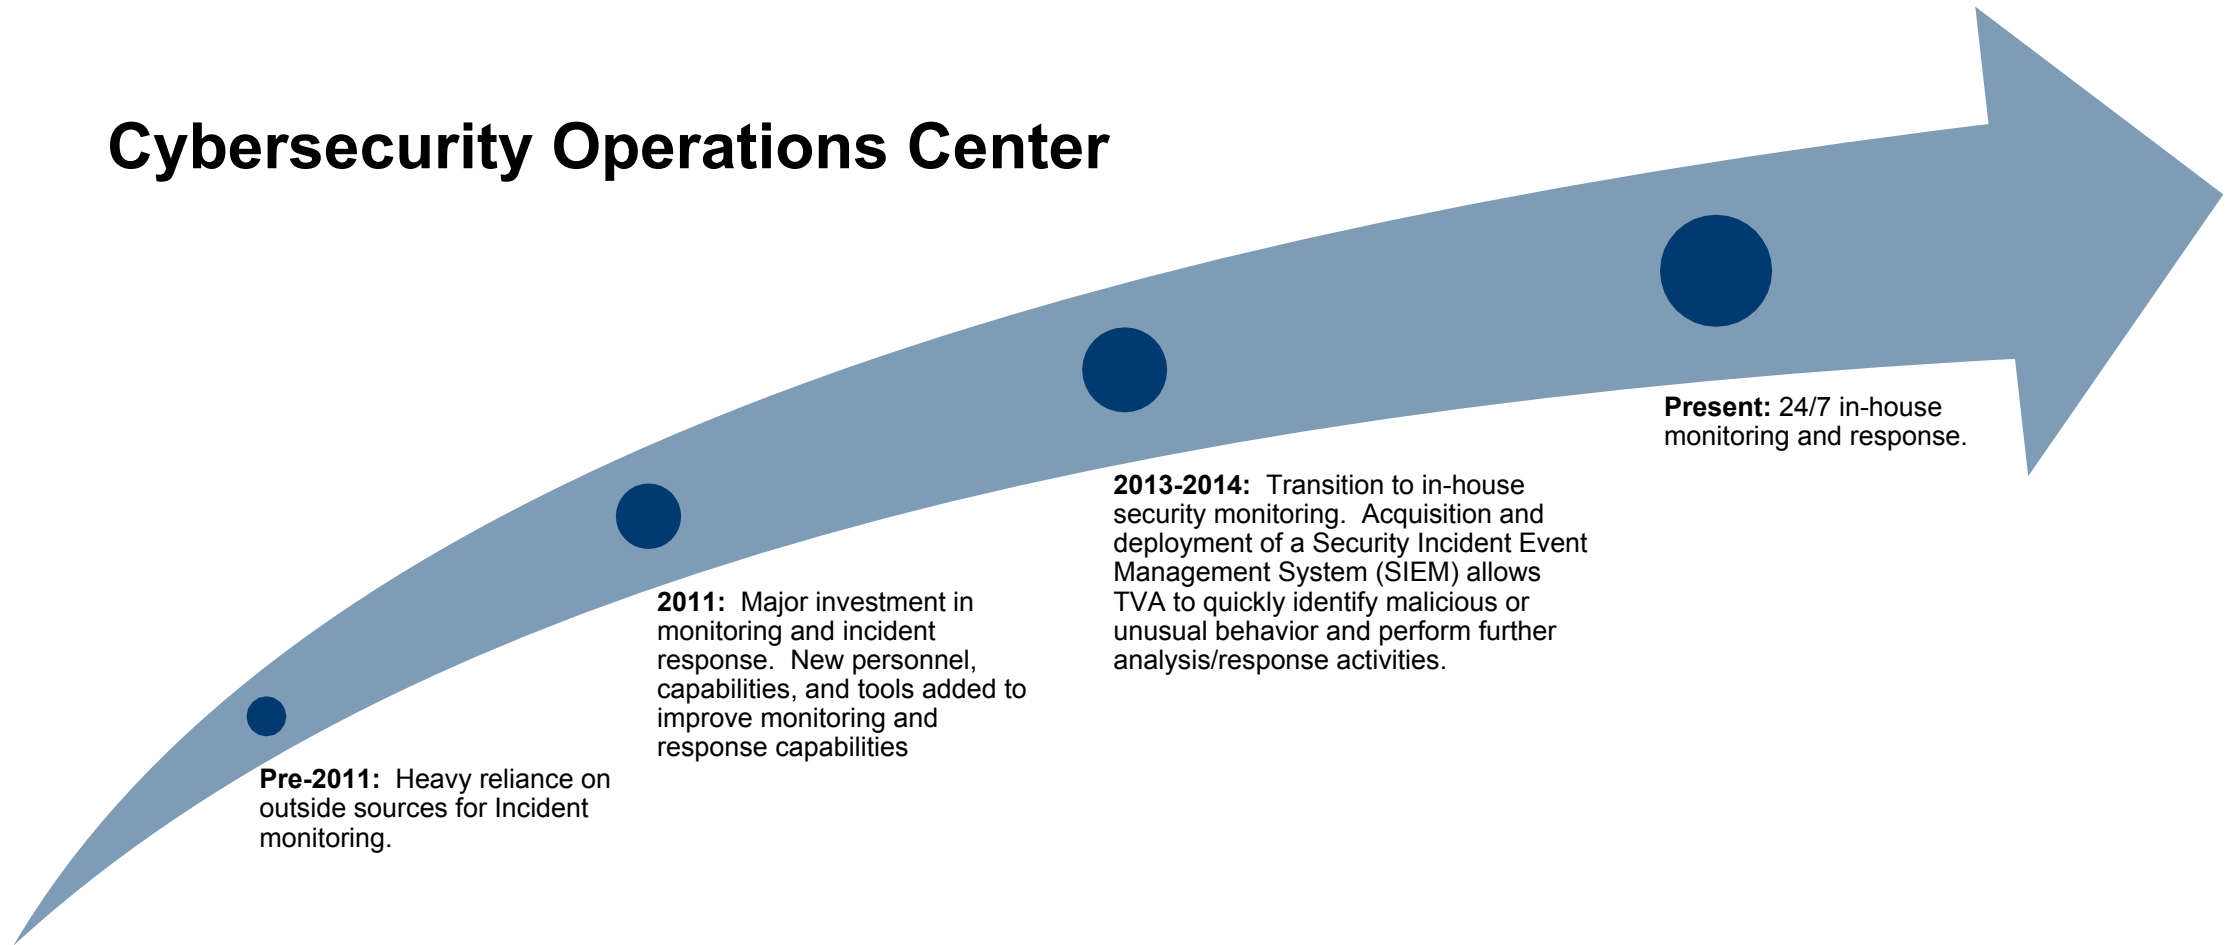 Cybersecurity Operations Center
Pre-2011:  Heavy reliance on
outside sources for Incident
monitoring.
2011:  Major investment in
monitoring and incident
response.  New personnel,
capabilities, and tools added to
improve monitoring and
response capabilities
2013-2014:  Transition to in-house
security monitoring.  Acquisition and
deployment of a Security Incident Event
Management System (SIEM) allows
TVA to quickly identify malicious or
unusual behavior and perform further
analysis/response activities.
Present: 24/7 in-house
monitoring and response.